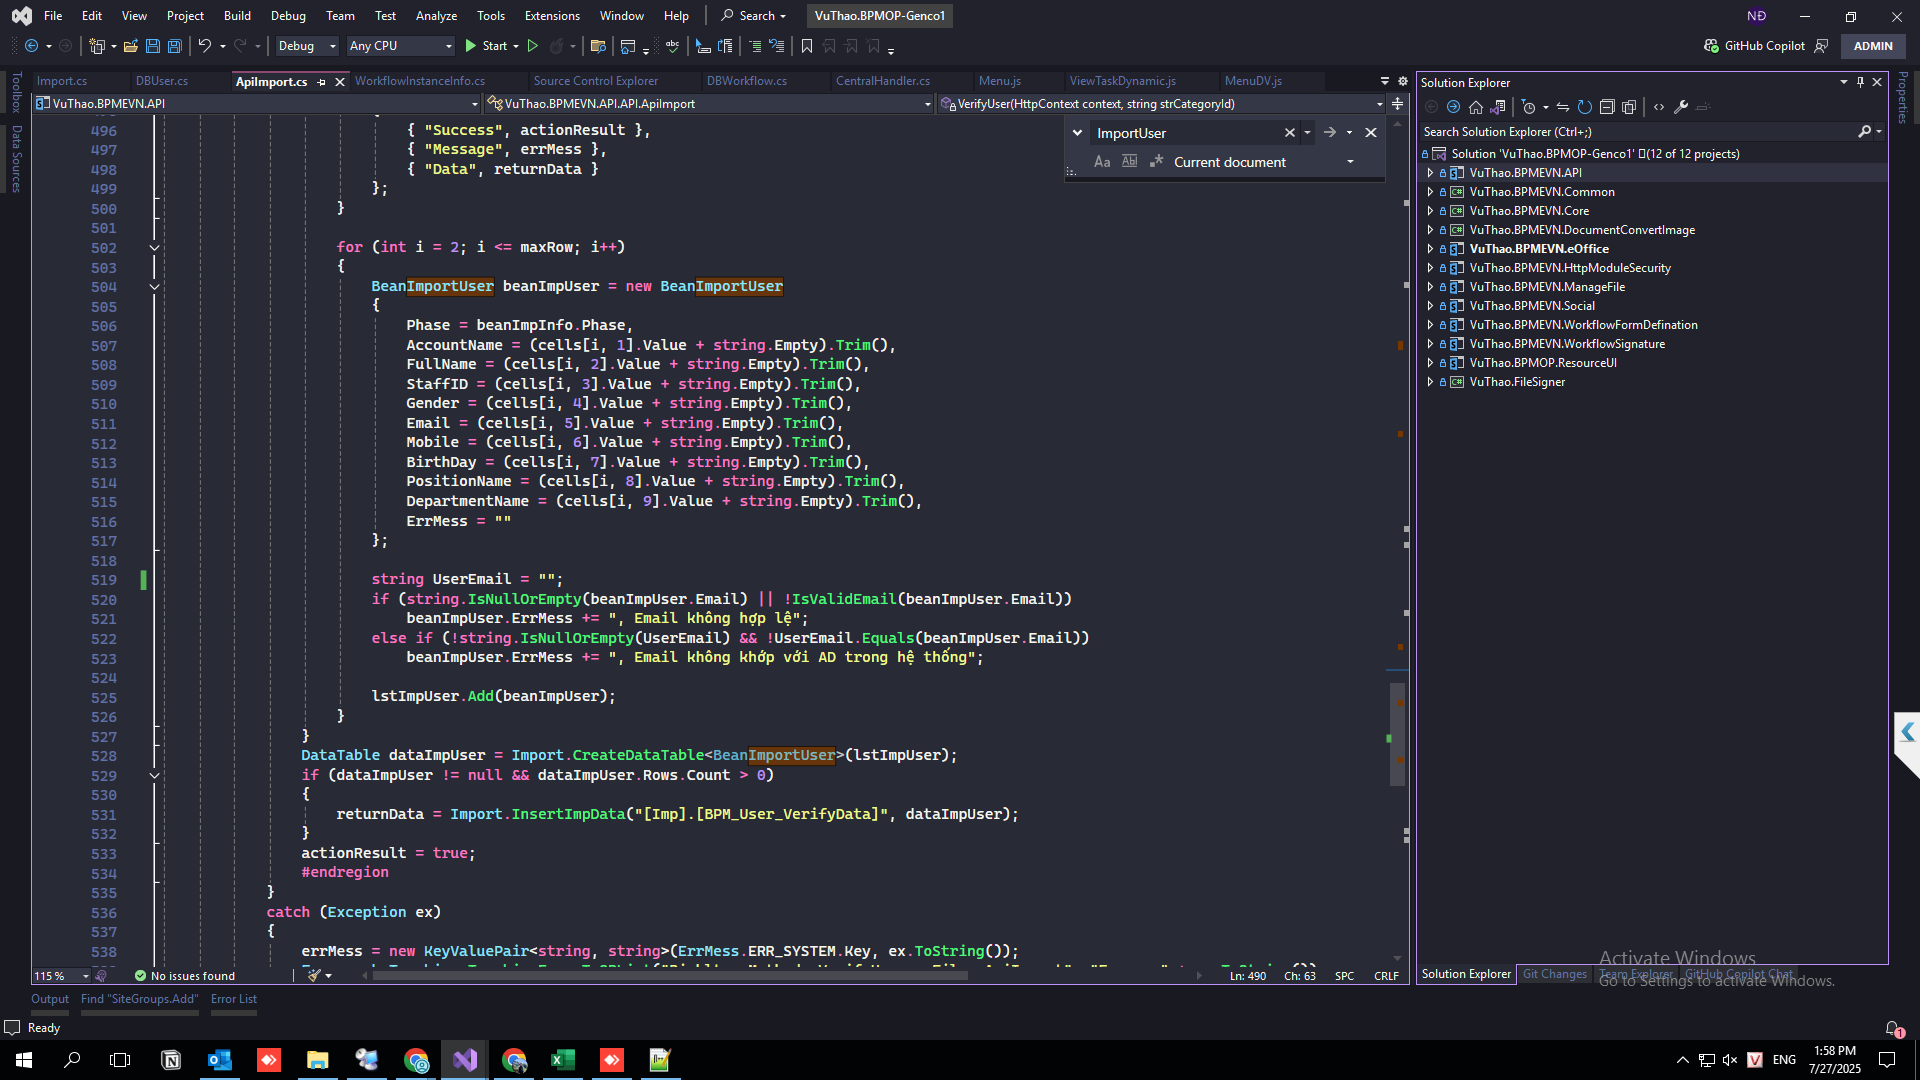 File Edit View Project Build Debug Team Test Analyze Tools Extensions Window Help Search VuThao.BPMOP-Genco1 NĐ
Debug Any CPU Start GitHub Copilot ADMIN
Toolbox
Data Sources
Import.cs DBUser.cs ApiImport.cs WorkflowInstanceInfo.cs Source Control Explorer DBWorkflow.cs CentralHandler.cs Menu.js ViewTaskDynamic.js MenuDV.js
VuThao.BPMEVN.API VuThao.BPMEVN.API.API.ApiImport VerifyUser(HttpContext context, string strCategoryId)
ImportUser
Current document
496 { "Success", actionResult },
497 { "Message", errMess },
498 { "Data", returnData }
499 };
500 }
501
502 for (int i = 2; i <= maxRow; i++)
503 {
504 BeanImportUser beanImpUser = new BeanImportUser
505 {
506 Phase = beanImpInfo.Phase,
507 AccountName = (cells[i, 1].Value + string.Empty).Trim(),
508 FullName = (cells[i, 2].Value + string.Empty).Trim(),
509 StaffID = (cells[i, 3].Value + string.Empty).Trim(),
510 Gender = (cells[i, 4].Value + string.Empty).Trim(),
511 Email = (cells[i, 5].Value + string.Empty).Trim(),
512 Mobile = (cells[i, 6].Value + string.Empty).Trim(),
513 BirthDay = (cells[i, 7].Value + string.Empty).Trim(),
514 PositionName = (cells[i, 8].Value + string.Empty).Trim(),
515 DepartmentName = (cells[i, 9].Value + string.Empty).Trim(),
516 ErrMess = ""
517 };
518
519 string UserEmail = "";
520 if (string.IsNullOrEmpty(beanImpUser.Email) || !IsValidEmail(beanImpUser.Email))
521 beanImpUser.ErrMess += ", Email không hợp lệ";
522 else if (!string.IsNullOrEmpty(UserEmail) && !UserEmail.Equals(beanImpUser.Email))
523 beanImpUser.ErrMess += ", Email không khớp với AD trong hệ thống";
524
525 lstImpUser.Add(beanImpUser);
526 }
527 }
528 DataTable dataImpUser = Import.CreateDataTable<BeanImportUser>(lstImpUser);
529 if (dataImpUser != null && dataImpUser.Rows.Count > 0)
530 {
531 returnData = Import.InsertImpData("[Imp].[BPM_User_VerifyData]", dataImpUser);
532 }
533 actionResult = true;
534 #endregion
535 }
536 catch (Exception ex)
537 {
538 errMess = new KeyValuePair<string, string>(ErrMess.ERR_SYSTEM.Key, ex.ToString());
115 % No issues found Ln: 490 Ch: 63 SPC CRLF
Solution Explorer
Search Solution Explorer (Ctrl+;)
Solution 'VuThao.BPMOP-Genco1' (12 of 12 projects)
VuThao.BPMEVN.API
VuThao.BPMEVN.Common
VuThao.BPMEVN.Core
VuThao.BPMEVN.DocumentConvertImage
VuThao.BPMEVN.eOffice
VuThao.BPMEVN.HttpModuleSecurity
VuThao.BPMEVN.ManageFile
VuThao.BPMEVN.Social
VuThao.BPMEVN.WorkflowFormDefination
VuThao.BPMEVN.WorkflowSignature
VuThao.BPMOP.ResourceUI
VuThao.FileSigner
Properties
Solution Explorer Git Changes Team Explorer GitHub Copilot Chat
Activate Windows
Go to Settings to activate Windows.
Output Find "SiteGroups.Add" Error List
Ready
1
ENG
1:58 PM
7/27/2025